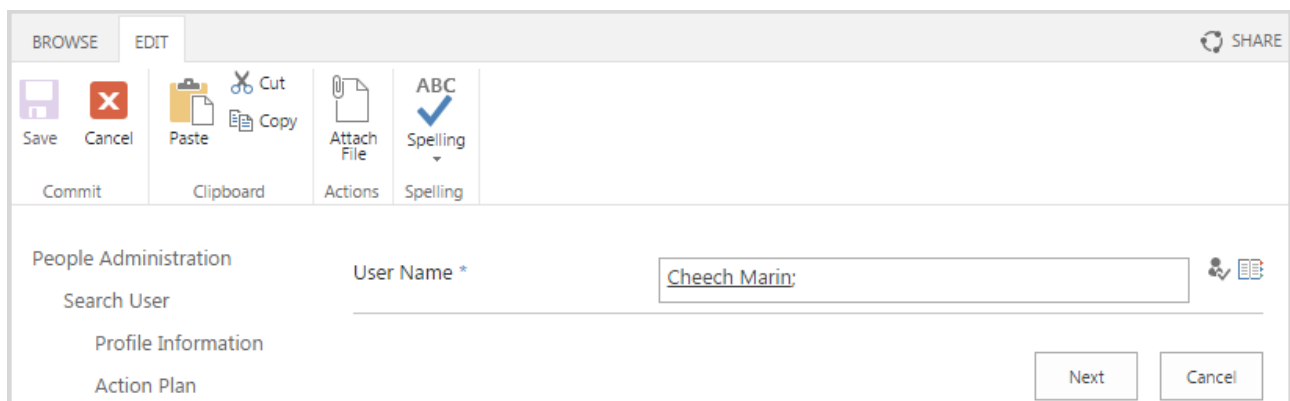 BROWSE EDIT SHARE
ABC
Cut
Copy
Save Cancel Paste Attach File Spelling
Commit Clipboard Actions Spelling
People Administration
User Name * Cheech Marin;
Search User
Profile Information
Next Cancel
Action Plan